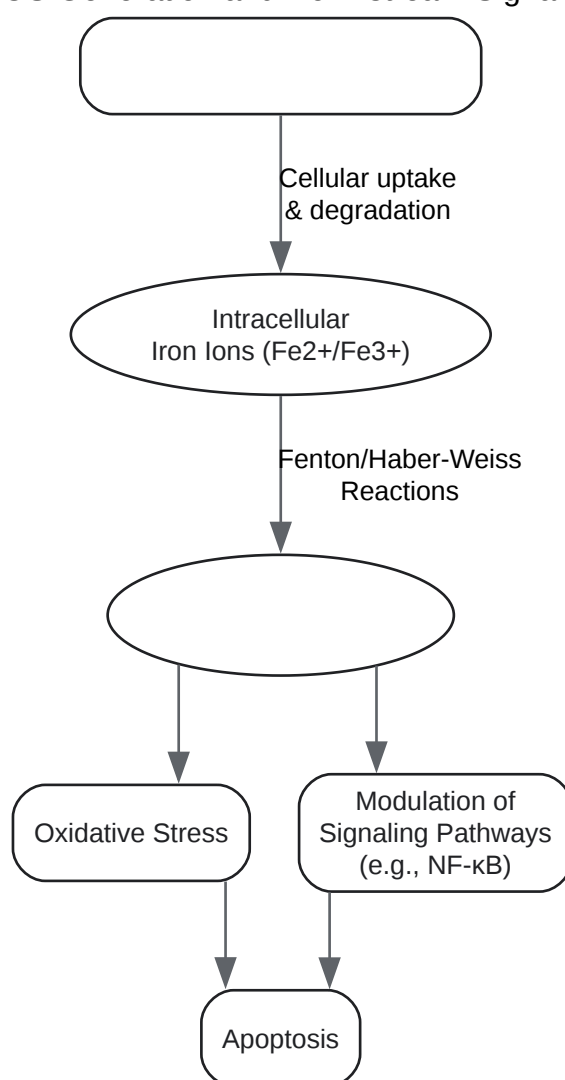 Cellular uptake
& degradation
Intracellular
Iron Ions (Fe2+/Fe3+)
Fenton/Haber-Weiss
Reactions
Oxidative Stress
Modulation of
Signaling Pathways
(e.g., NF-κB)
Apoptosis